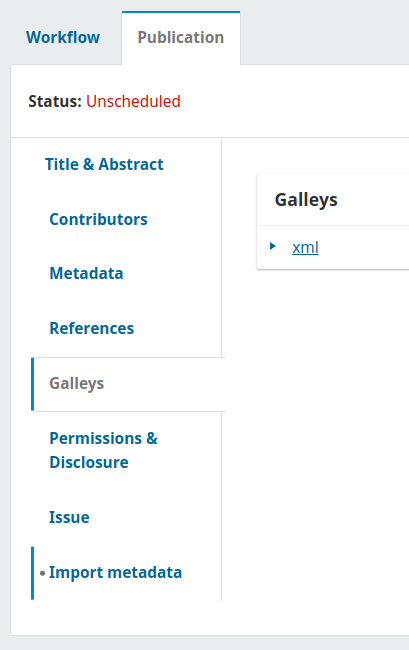 Workflow Publication
Status: Unscheduled
Title & Abstract
Contributors
Metadata
References
Galleys
Permissions &
Disclosure
Issue
Import metadata
Galleys
xml